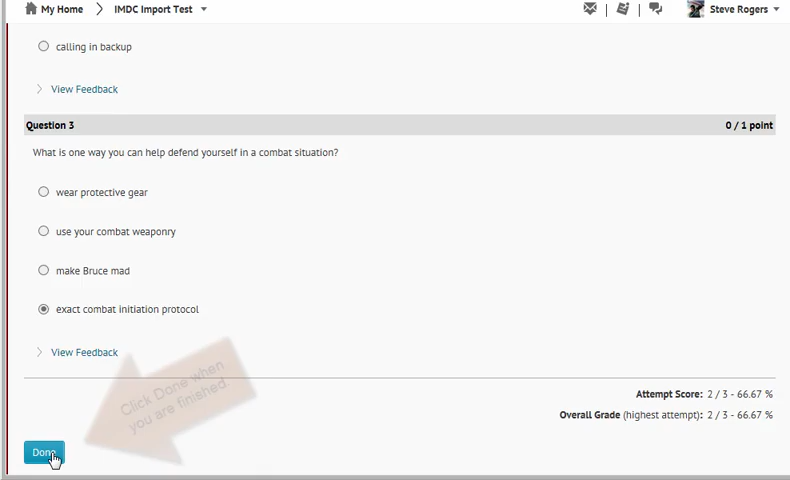 My Home IMDC Import Test Steve Rogers
calling in backup
View Feedback
Question 3 0 / 1 point
What is one way you can help defend yourself in a combat situation?
wear protective gear
use your combat weaponry
make Bruce mad
exact combat initiation protocol
View Feedback
Click Done when
you are finished.
Attempt Score: 2 / 3 - 66.67 %
Overall Grade (highest attempt): 2 / 3 - 66.67 %
Done